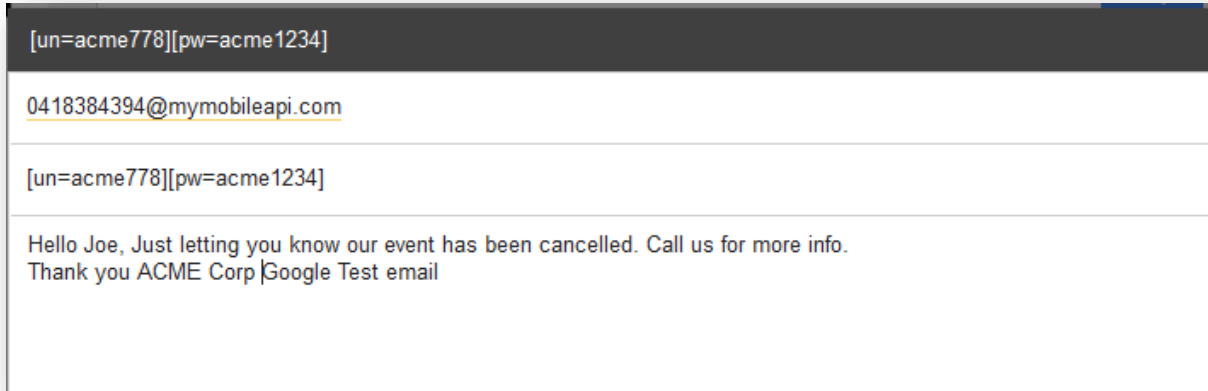 [un=acme778][pw=acme1234]
0418384394@mymobileapi.com
[un=acme778][pw=acme1234]
Hello Joe, Just letting you know our event has been cancelled. Call us for more info.
Thank you ACME Corp Google Test email